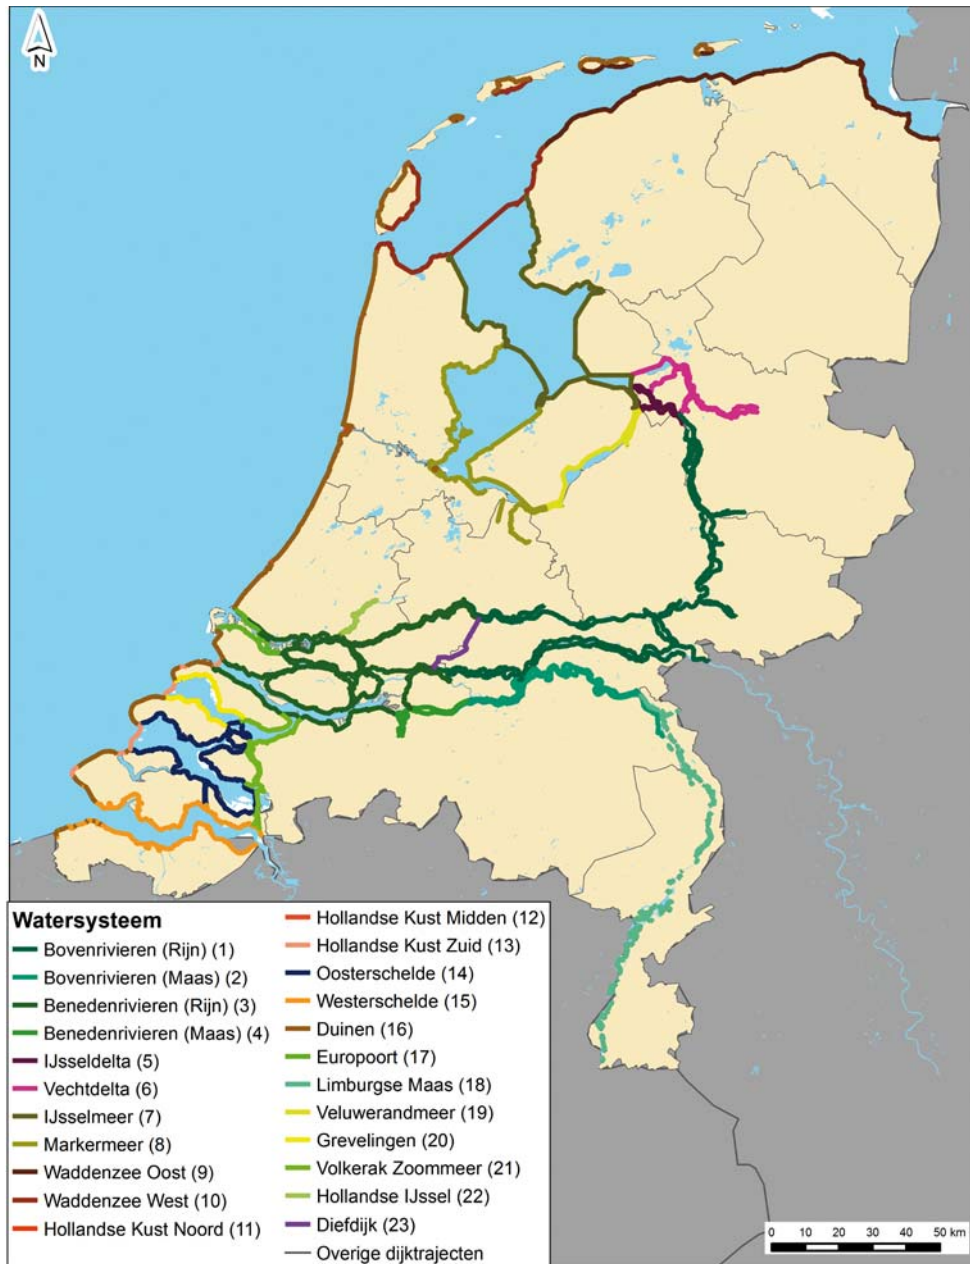 N
Watersysteem
Bovenrivieren (Rijn) (1)
Bovenrivieren (Maas) (2)
Benedenrivieren (Rijn) (3)
Benedenrivieren (Maas) (4)
IJsseldelta (5)
Vechtdelta (6)
IJsselmeer (7)
Markermeer (8)
Waddenzee Oost (9)
Waddenzee West (10)
Hollandse Kust Noord (11)
Hollandse Kust Midden (12)
Hollandse Kust Zuid (13)
Oosterschelde (14)
Westerschelde (15)
Duinen (16)
Europoort (17)
Limburgse Maas (18)
Veluwerandmeer (19)
Grevelingen (20)
Volkerak Zoommeer (21)
Hollandse IJssel (22)
Diefdijk (23)
Overige dijktrajecten
0 10 20 30 40 50 km